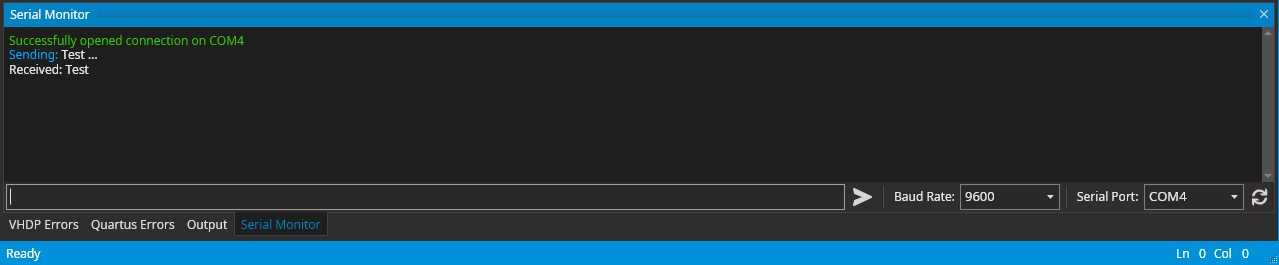 Serial Monitor
Successfully opened connection on COM4
Sending: Test ...
Received: Test
Baud Rate: 9600 Serial Port: COM4
VHDP Errors Quartus Errors Output Serial Monitor
Ready Ln 0 Col 0